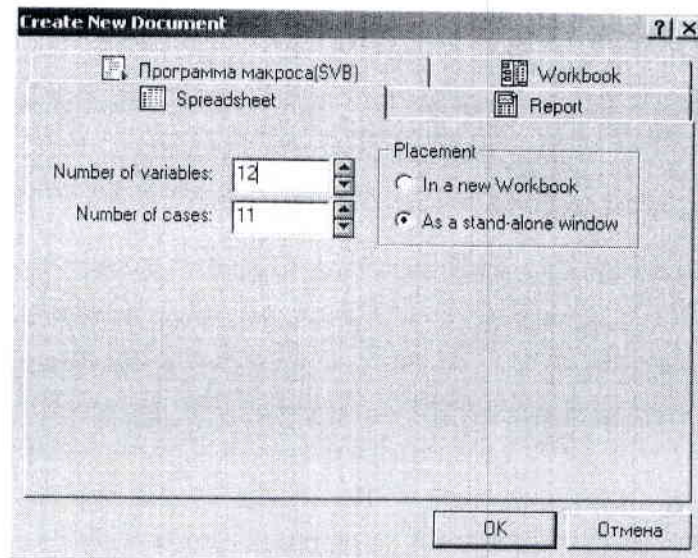 Create New Document
? ×
Программа макроса(SVB)
Workbook
Spreadsheet
Report
Number of variables: 12
Number of cases: 11
Placement
In a new Workbook
As a stand-alone window
OK
Отмена